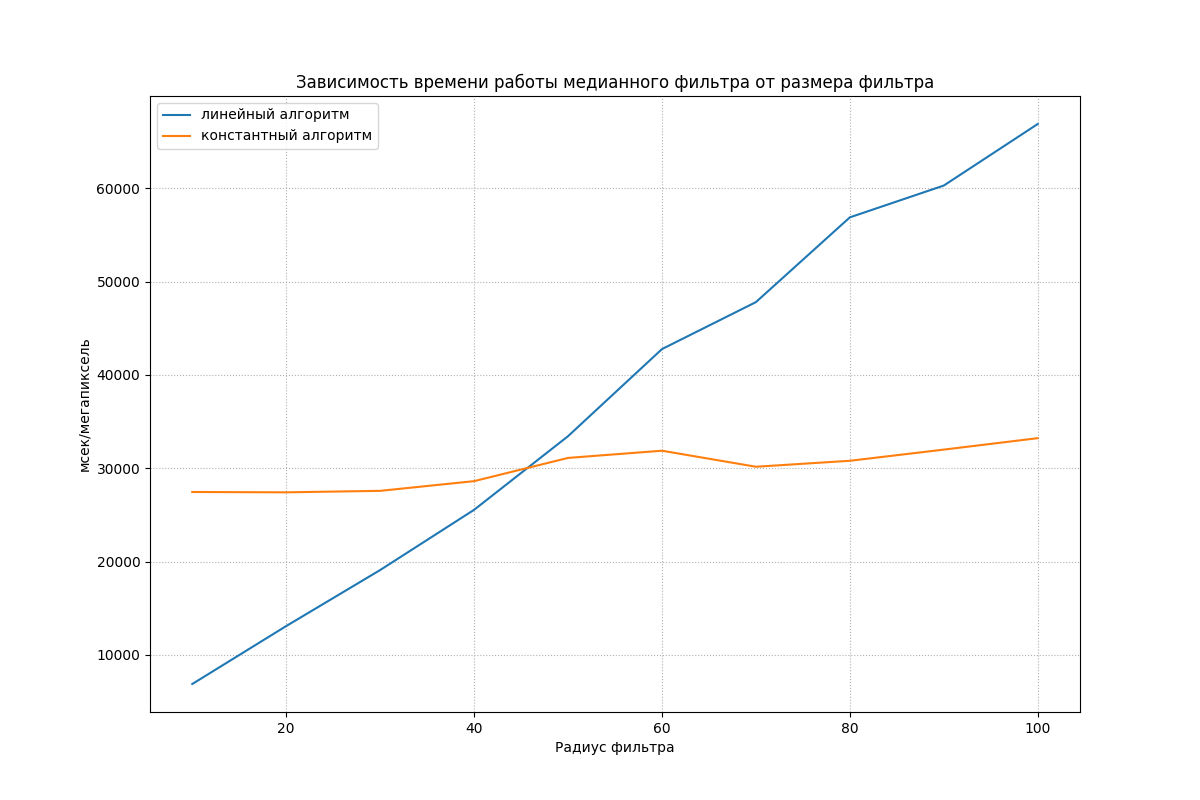 Зависимость времени работы медианного фильтра от размера фильтра
линейный алгоритм
константный алгоритм
мсек/мегапиксель
60000
50000
40000
30000
20000
10000
20 40 60 80 100
Радиус фильтра